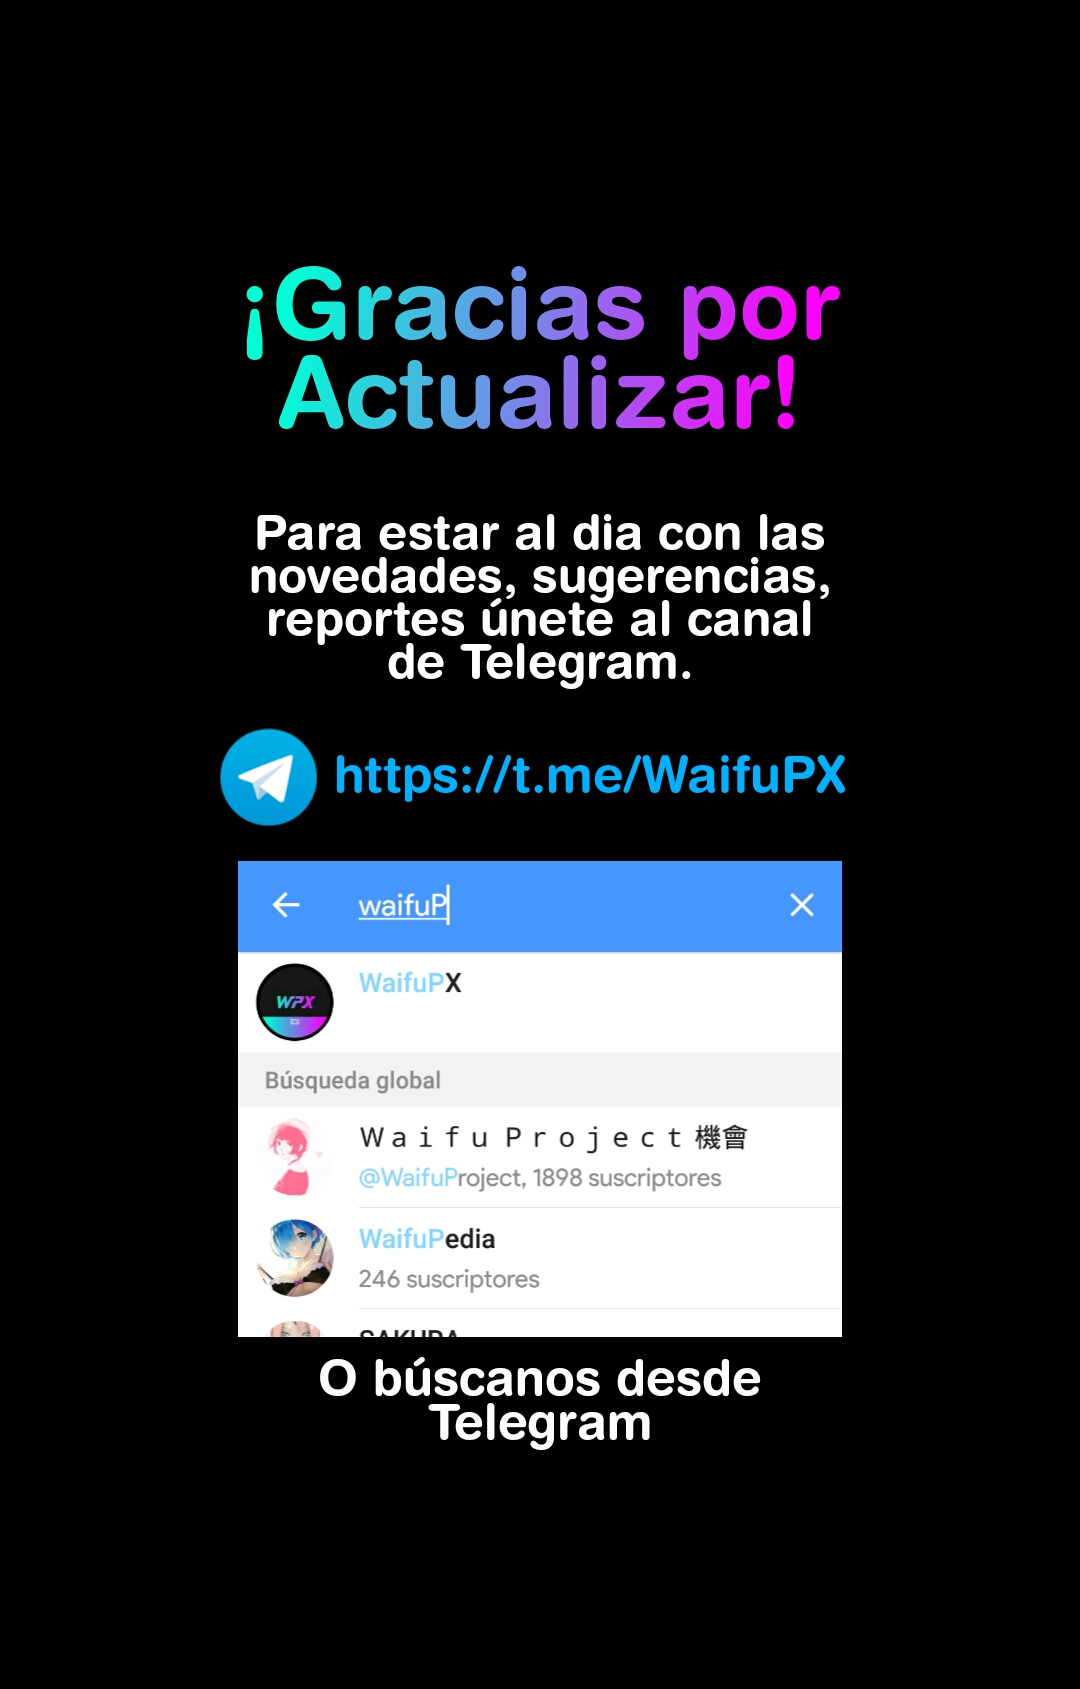 ¡Gracias por
Actualizar!
Para estar al dia con las
novedades, sugerencias,
reportes únete al canal
de Telegram.
https://t.me/WaifuPX
waifuP
WPX
WaifuPX
Búsqueda global
W a i f u P r o j e c t 機會
@WaifuProject, 1898 suscriptores
WaifuPedia
246 suscriptores
SAKURA
O búscanos desde
Telegram